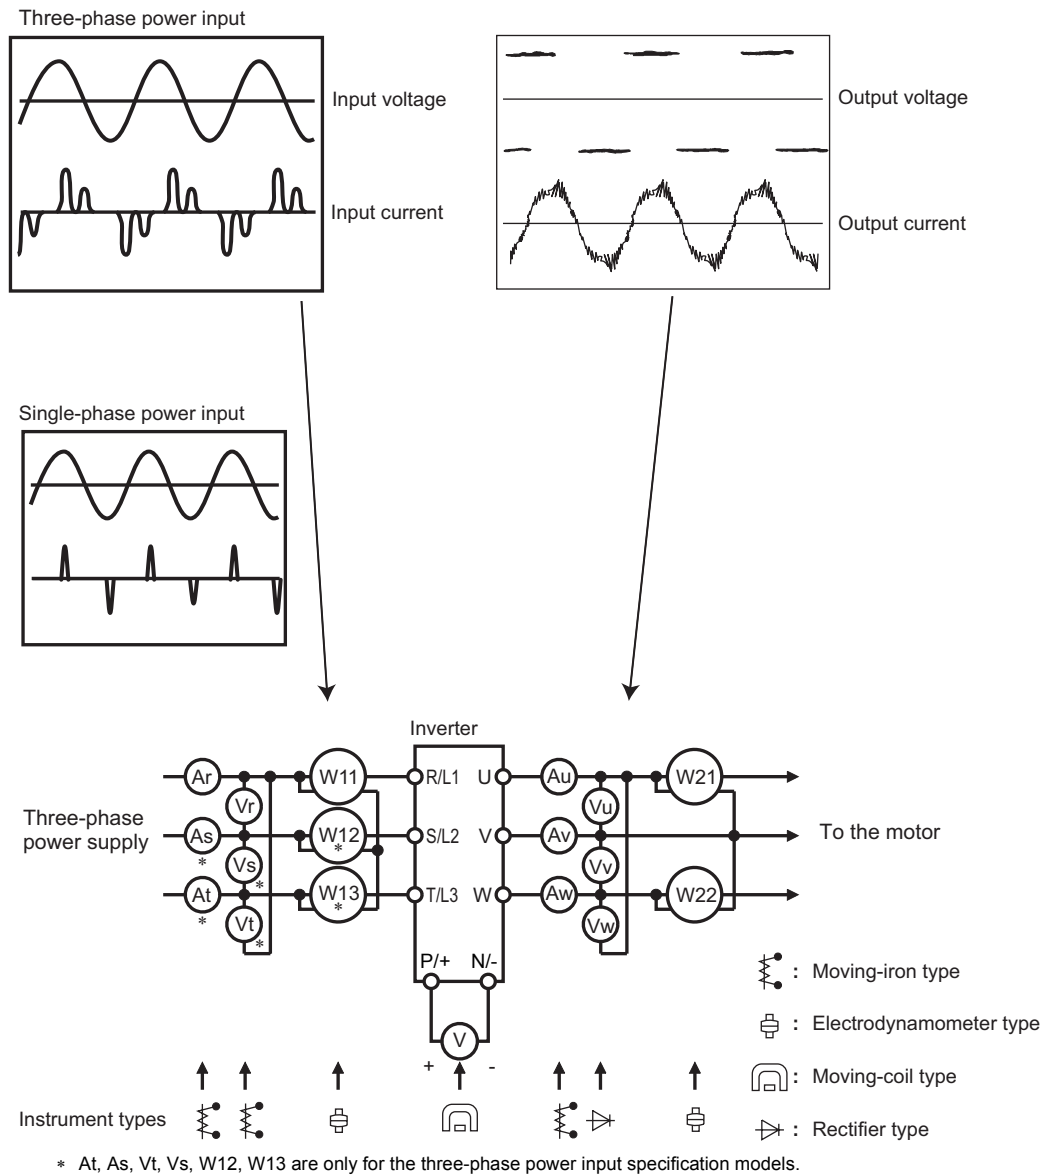 Three-phase power input
Input voltage
Output voltage
Input current
Output current
Single-phase power input
Inverter
Ar
W11
R/L1
U
Au
W21
Vr
Vu
Three-phase
power supply
As
*
W12
*
S/L2
V
Av
To the motor
Vs
*
Vv
At
*
W13
*
T/L3
W
Aw
W22
Vt
*
Vw
P/+
N/-
: Moving-iron type
V
+
-
: Electrodynamometer type
: Moving-coil type
Instrument types
: Rectifier type
* At, As, Vt, Vs, W12, W13 are only for the three-phase power input specification models.